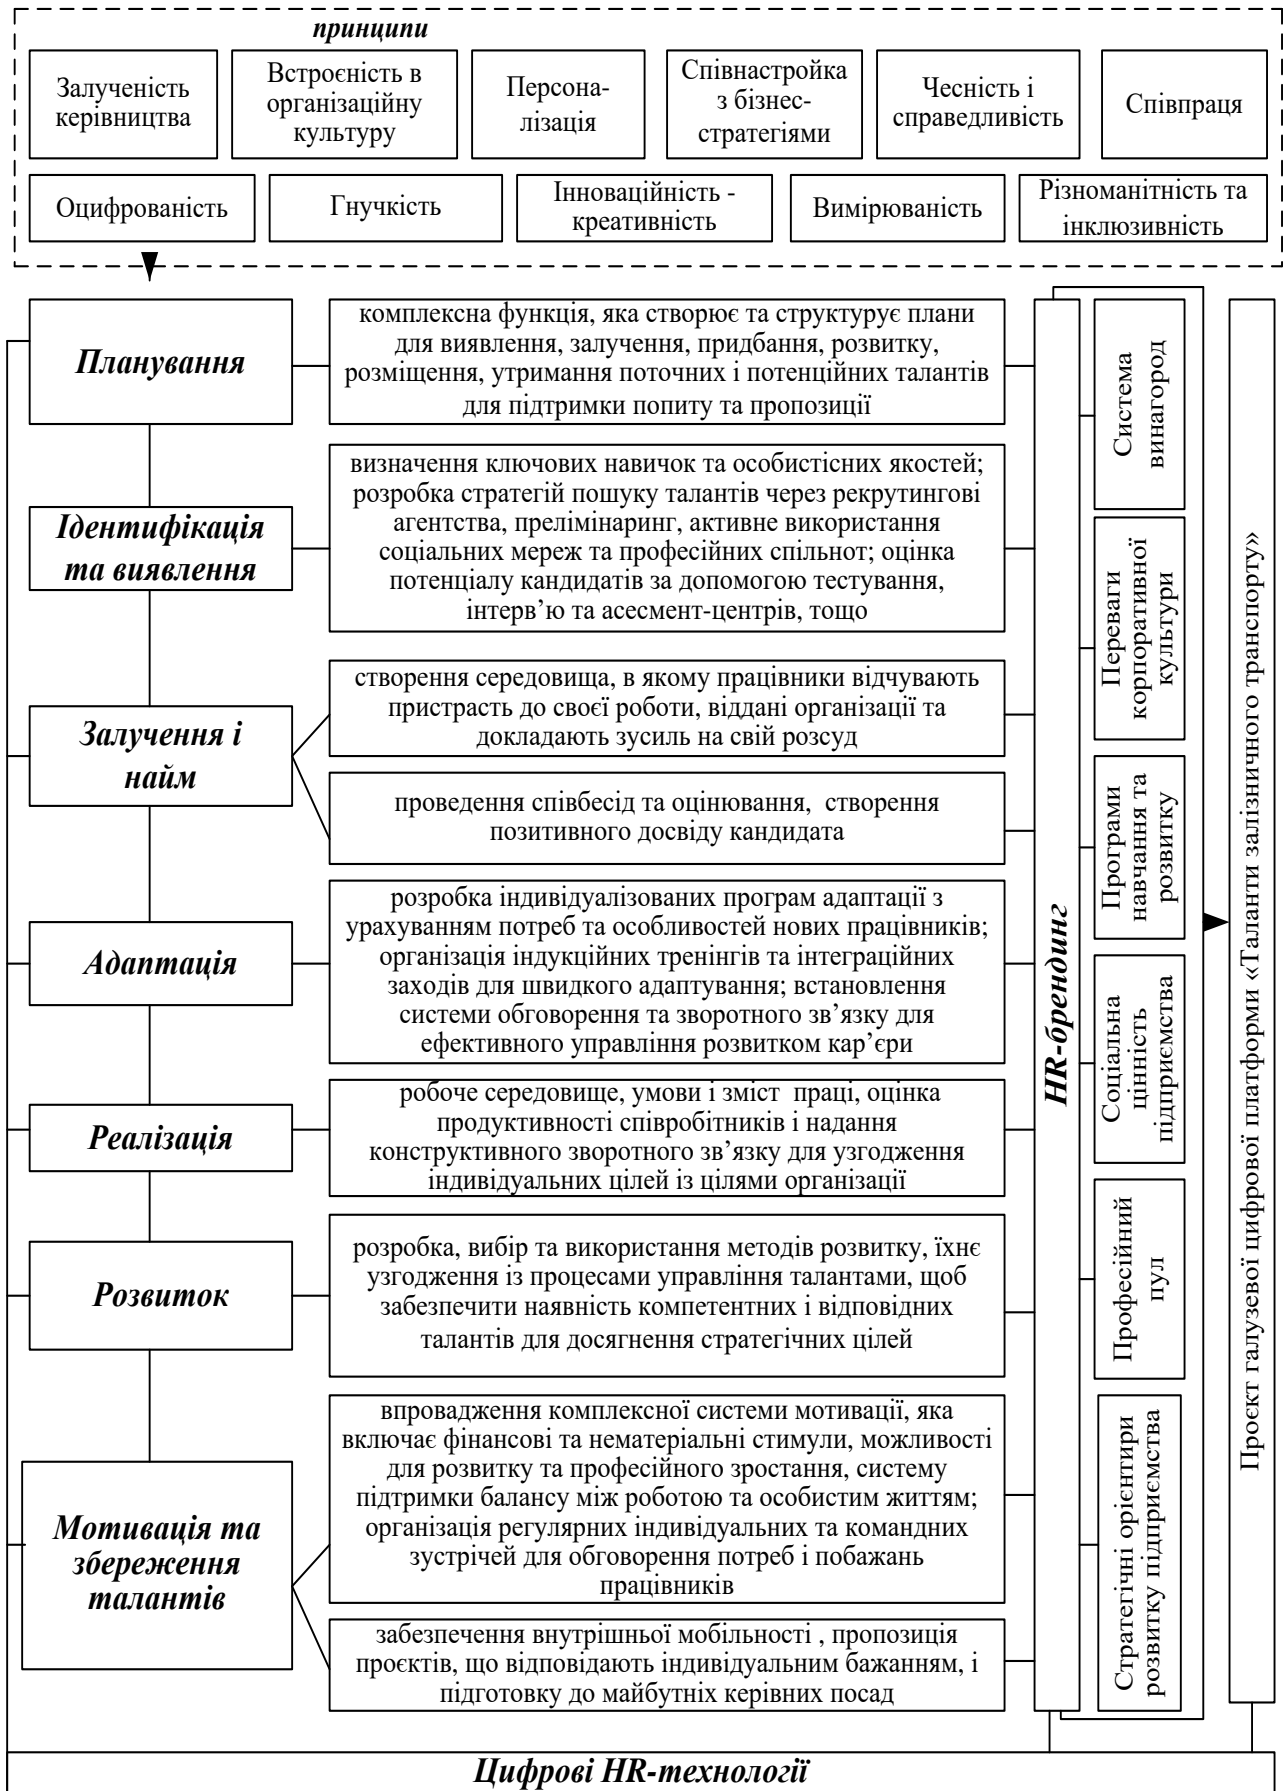 принципи
Залученість
керівництва
Встроєність в
організаційну
культуру
Персона-
лізація
Співнастройка
з бізнес-
стратегіями
Чесність і
справедливість
Співпраця
Оцифрованість
Гнучкість
Інноваційність -
креативність
Вимірюваність
Різноманітність та
інклюзивність
Планування
комплексна функція, яка створює та структурує плани
для виявлення, залучення, придбання, розвитку,
розміщення, утримання поточних і потенційних талантів
для підтримки попиту та пропозиції
Ідентифікація
та виявлення
визначення ключових навичок та особистісних якостей;
розробка стратегій пошуку талантів через рекрутингові
агентства, прелімінаринг, активне використання
соціальних мереж та професійних спільнот; оцінка
потенціалу кандидатів за допомогою тестування,
інтерв’ю та асесмент-центрів, тощо
Залучення і
найм
створення середовища, в якому працівники відчувають
пристрасть до своєї роботи, віддані організації та
докладають зусиль на свій розсуд
проведення співбесід та оцінювання, створення
позитивного досвіду кандидата
Адаптація
розробка індивідуалізованих програм адаптації з
урахуванням потреб та особливостей нових працівників;
організація індукційних тренінгів та інтеграційних
заходів для швидкого адаптування; встановлення
системи обговорення та зворотного зв’язку для
ефективного управління розвитком кар’єри
Реалізація
робоче середовище, умови і зміст праці, оцінка
продуктивності співробітників і надання
конструктивного зворотного зв’язку для узгодження
індивідуальних цілей із цілями організації
Розвиток
розробка, вибір та використання методів розвитку, їхнє
узгодження із процесами управління талантами, щоб
забезпечити наявність компетентних і відповідних
талантів для досягнення стратегічних цілей
Мотивація та
збереження
талантів
впровадження комплексної системи мотивації, яка
включає фінансові та нематеріальні стимули, можливості
для розвитку та професійного зростання, систему
підтримки балансу між роботою та особистим життям;
організація регулярних індивідуальних та командних
зустрічей для обговорення потреб і побажань
працівників
забезпечення внутрішньої мобільності , пропозиція
проєктів, що відповідають індивідуальним бажанням, і
підготовку до майбутніх керівних посад
HR-брендинг
Система
винагород
Переваги
корпоративної
культури
Програми
навчання та
розвитку
Соціальна
цінність
підприємства
Професійний
пул
Стратегічні орієнтири
розвитку підприємства
Проєкт галузевої цифрової платформи «Таланти залізничного транспорту»
Цифрові HR-технології